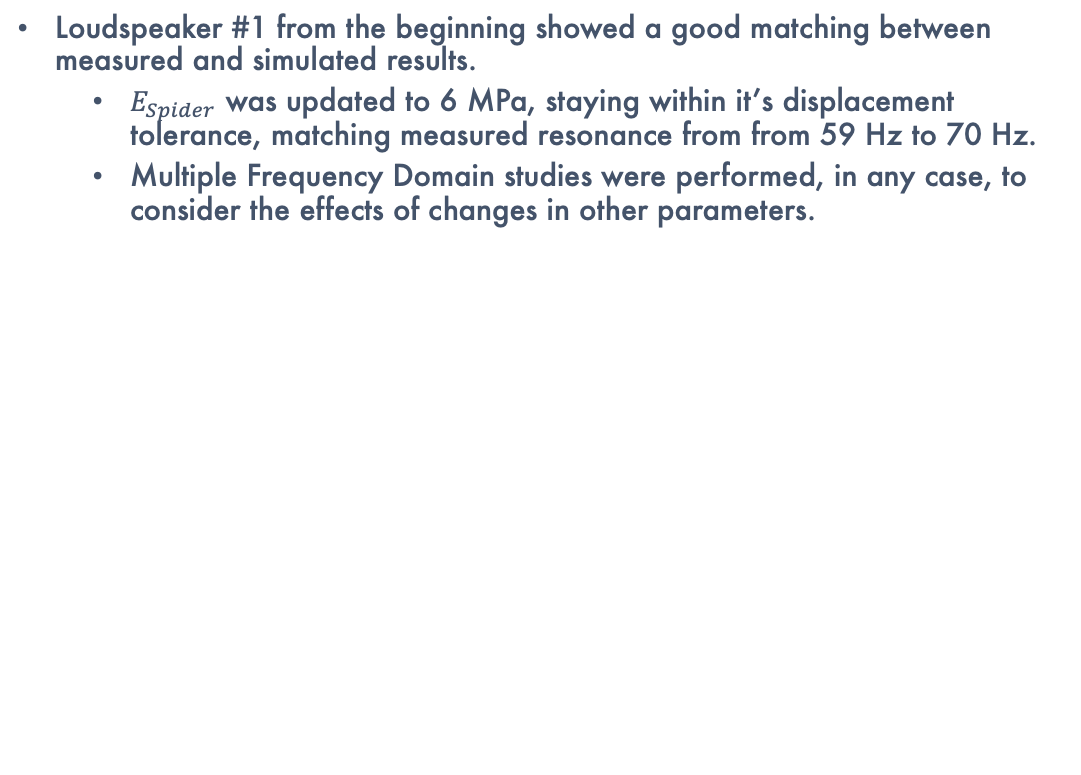 • Loudspeaker #1 from the beginning showed a good matching between
measured and simulated results.
• E_Spider was updated to 6 MPa, staying within it's displacement
tolerance, matching measured resonance from from 59 Hz to 70 Hz.
• Multiple Frequency Domain studies were performed, in any case, to
consider the effects of changes in other parameters.